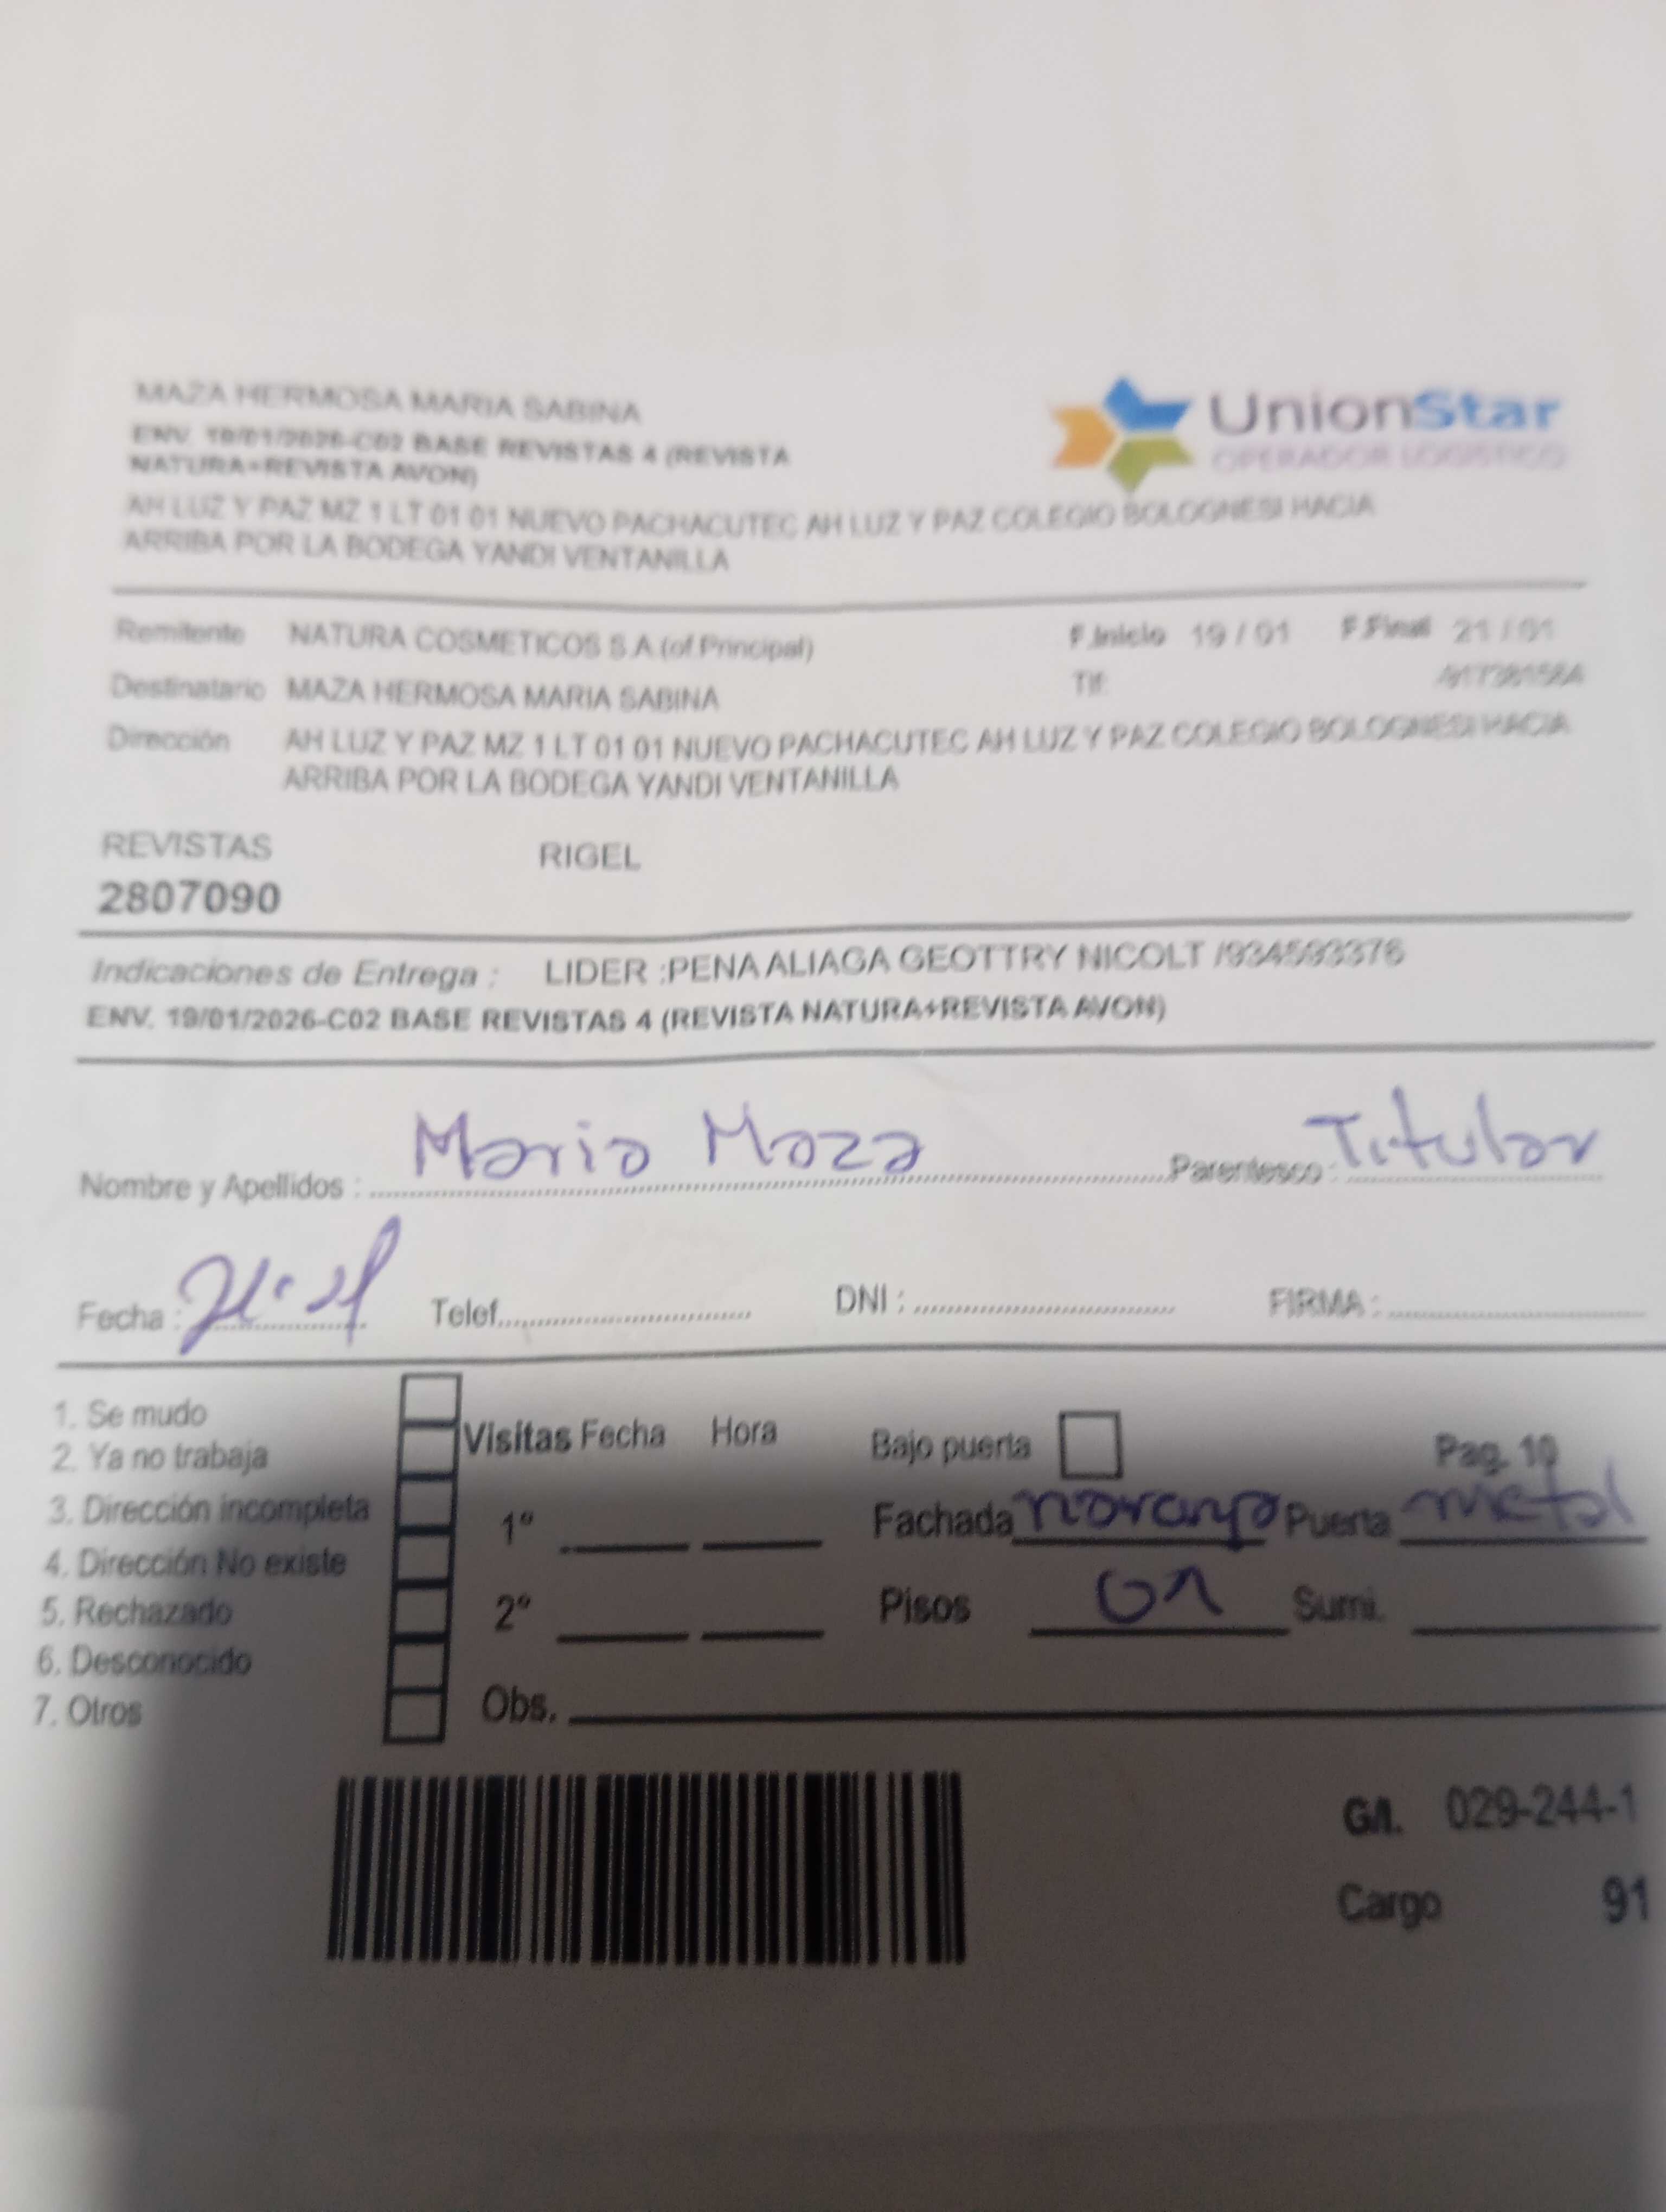 MAZA HERMOSA MARIA SABINA
UnionStar
OPERADOR LOGISTICO
ENV. 19/01/2026-C02 BASE REVISTAS 4 (REVISTA
NATURA+REVISTA AVON)
AH LUZ Y PAZ MZ 1 LT 01 01 NUEVO PACHACUTEC AH LUZ Y PAZ COLEGIO BOLOGNESI HACIA
ARRIBA POR LA BODEGA YANDI VENTANILLA
Remitente NATURA COSMETICOS S.A.(of.Principal) F.Inicio 19 / 01 F.Final 21 / 01
Destinatario MAZA HERMOSA MARIA SABINA Tlf:
Dirección AH LUZ Y PAZ MZ 1 LT 01 01 NUEVO PACHACUTEC AH LUZ Y PAZ COLEGIO BOLOGNESI HACIA
ARRIBA POR LA BODEGA YANDI VENTANILLA
REVISTAS RIGEL
2807090
Indicaciones de Entrega : LIDER :PENA ALIAGA GEOTTRY NICOLT /934593376
ENV. 19/01/2026-C02 BASE REVISTAS 4 (REVISTA NATURA+REVISTA AVON)
Nombre y Apellidos : Maria Maza Parentesco : Titular
Fecha : Telef. DNI : FIRMA :
1. Se mudo
2. Ya no trabaja
3. Dirección incompleta
4. Dirección No existe
5. Rechazado
6. Desconocido
7. Otros
Visitas Fecha Hora Bajo puerta Pag. 10
1º Fachada naranja Puerta metal
2º Pisos 01 Sumi.
Obs.
G/I. 029-244-1
Cargo 91